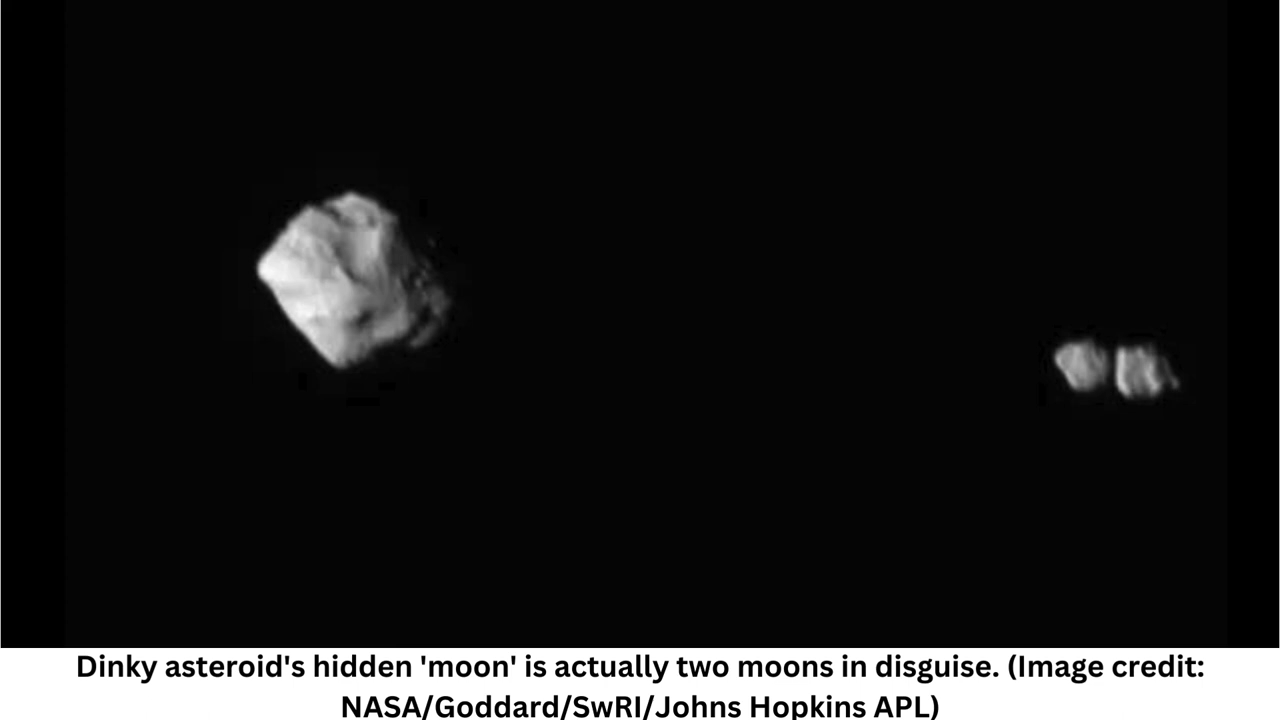 Dinky asteroid's hidden 'moon' is actually two moons in disguise. (Image credit:
NASA/Goddard/SwRI/Johns Hopkins APL)